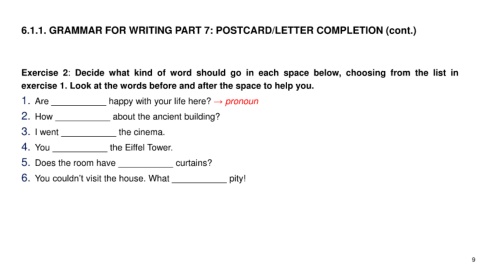 6.1.1. GRAMMAR FOR WRITING PART 7: POSTCARD/LETTER COMPLETION (cont.)
Exercise 2: Decide what kind of word should go in each space below, choosing from the list in
exercise 1. Look at the words before and after the space to help you.
1. Are ___________ happy with your life here? → pronoun
2. How ___________ about the ancient building?
3. I went ___________ the cinema.
4. You ___________ the Eiffel Tower.
5. Does the room have ___________ curtains?
6. You couldn't visit the house. What ___________ pity!
9